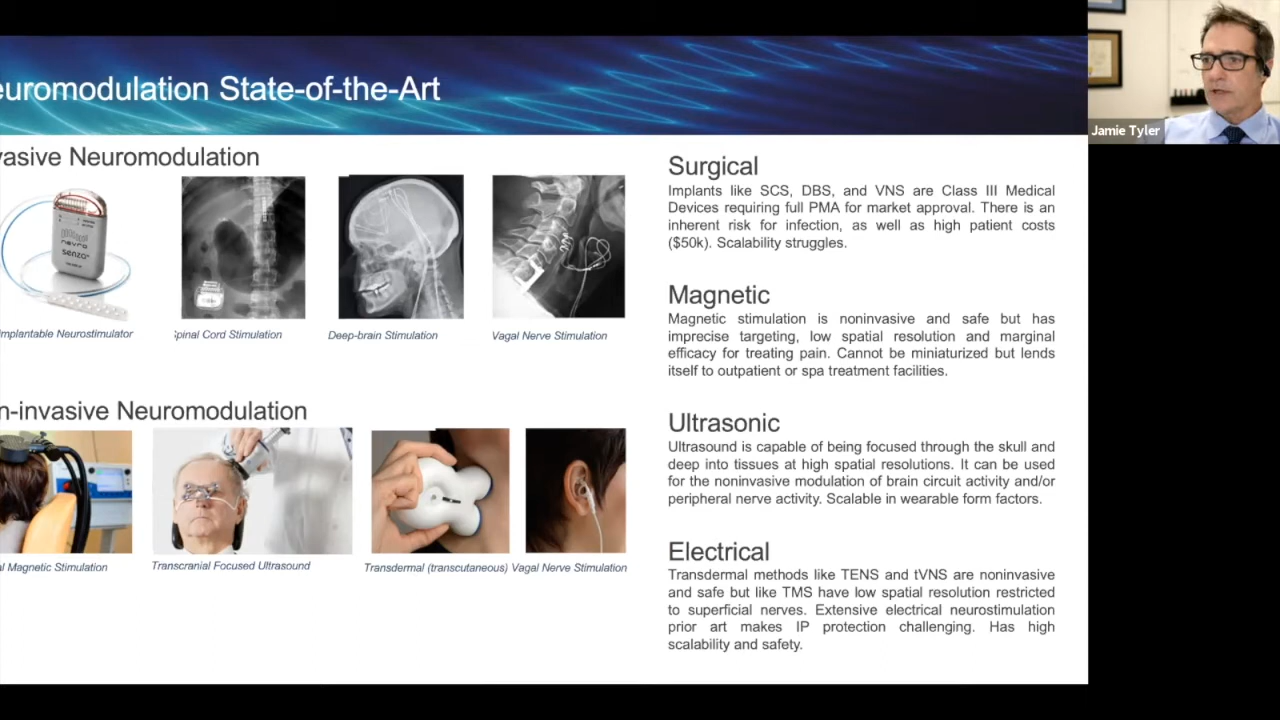 euromodulation State-of-the-Art
vasive Neuromodulation
nevro
senza
Implantable Neurostimulator
Spinal Cord Stimulation
Deep-brain Stimulation
Vagal Nerve Stimulation
n-invasive Neuromodulation
al Magnetic Stimulation
Transcranial Focused Ultrasound
Transdermal (transcutaneous) Vagal Nerve Stimulation
Surgical
Implants like SCS, DBS, and VNS are Class III Medical
Devices requiring full PMA for market approval. There is an
inherent risk for infection, as well as high patient costs
($50k). Scalability struggles.
Magnetic
Magnetic stimulation is noninvasive and safe but has
imprecise targeting, low spatial resolution and marginal
efficacy for treating pain. Cannot be miniaturized but lends
itself to outpatient or spa treatment facilities.
Ultrasonic
Ultrasound is capable of being focused through the skull and
deep into tissues at high spatial resolutions. It can be used
for the noninvasive modulation of brain circuit activity and/or
peripheral nerve activity. Scalable in wearable form factors.
Electrical
Transdermal methods like TENS and tVNS are noninvasive
and safe but like TMS have low spatial resolution restricted
to superficial nerves. Extensive electrical neurostimulation
prior art makes IP protection challenging. Has high
scalability and safety.
Jamie Tyler